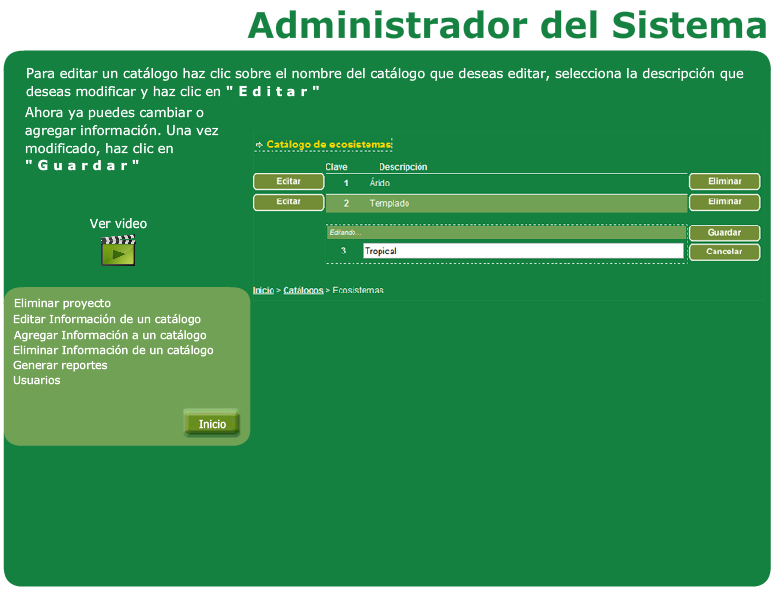 Administrador del Sistema
Para editar un catálogo haz clic sobre el nombre del catálogo que deseas editar, selecciona la descripción que
deseas modificar y haz clic en " E d i t a r "
Ahora ya puedes cambiar o
agregar información. Una vez
modificado, haz clic en
" G u a r d a r "
Catálogo de ecosistemas
Clave Descripción
Editar 1 Árido Eliminar
Editar 2 Templado Eliminar
Editando... Guardar
3 Tropical Cancelar
Inicio > Catálogos > Ecosistemas
Ver video
Eliminar proyecto
Editar Información de un catálogo
Agregar Información a un catálogo
Eliminar Información de un catálogo
Generar reportes
Usuarios
Inicio